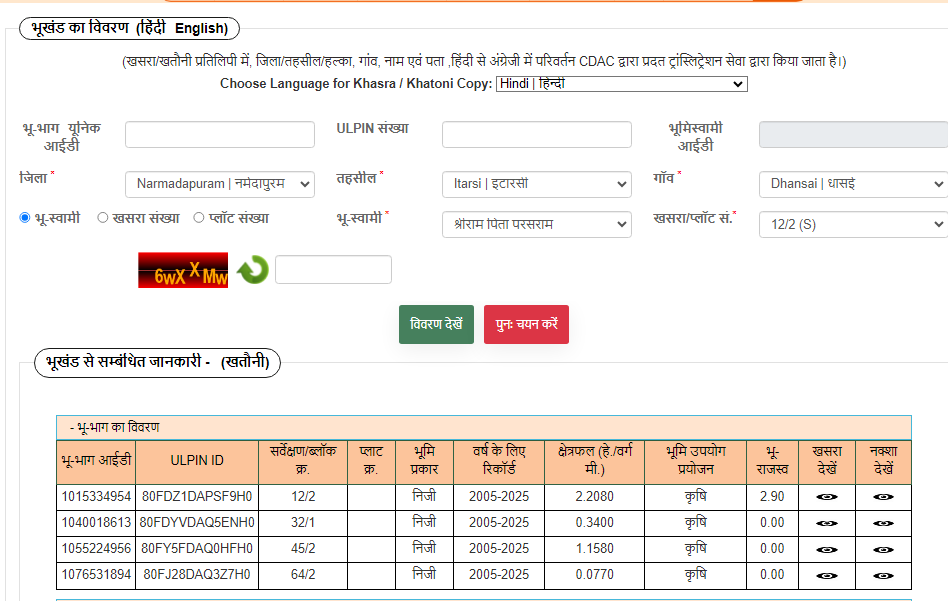 भूखंड का विवरण (हिंदी English)
(खसरा/खतौनी प्रतिलिपी में, जिला/तहसील/हल्का, गांव, नाम एवं पता ,हिंदी से अंग्रेजी में परिवर्तन CDAC द्वारा प्रदत ट्रांस्लिट्रेशन सेवा द्वारा किया जाता है।)
Choose Language for Khasra / Khatoni Copy: Hindi | हिन्दी
भू-भाग यूनिक आईडी ULPIN संख्या भूमिस्वामी आईडी
जिला * Narmadapuram | नर्मदापुरम तहसील * Itarsi | इटारसी गाँव * Dhansai | धासई
भू-स्वामी खसरा संख्या प्लॉट संख्या भू-स्वामी * श्रीराम पिता परसराम खसरा/प्लॉट सं.* 12/2 (S)
6wX X Mw
विवरण देखें पुनः चयन करें
भूखंड से सम्बंधित जानकारी - (खतौनी)
- भू-भाग का विवरण
भू-भाग आईडी ULPIN ID सर्वेक्षण/ब्लॉक क्र. प्लाट क्र. भूमि प्रकार वर्ष के लिए रिकॉर्ड क्षेत्रफल (हे./वर्ग मी.) भूमि उपयोग प्रयोजन भू-राजस्व खसरा देखें नक्शा देखें
1015334954 80FDZ1DAPSF9H0 12/2 निजी 2005-2025 2.2080 कृषि 2.90
1040018613 80FDYVDAQ5ENH0 32/1 निजी 2005-2025 0.3400 कृषि 0.00
1055224956 80FY5FDAQ0HFH0 45/2 निजी 2005-2025 1.1580 कृषि 0.00
1076531894 80FJ28DAQ3Z7H0 64/2 निजी 2005-2025 0.0770 कृषि 0.00